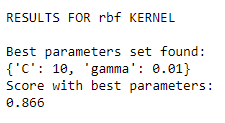 RESULTS FOR rbf KERNEL
Best parameters set found:
{'C': 10, 'gamma': 0.01}
Score with best parameters:
0.866